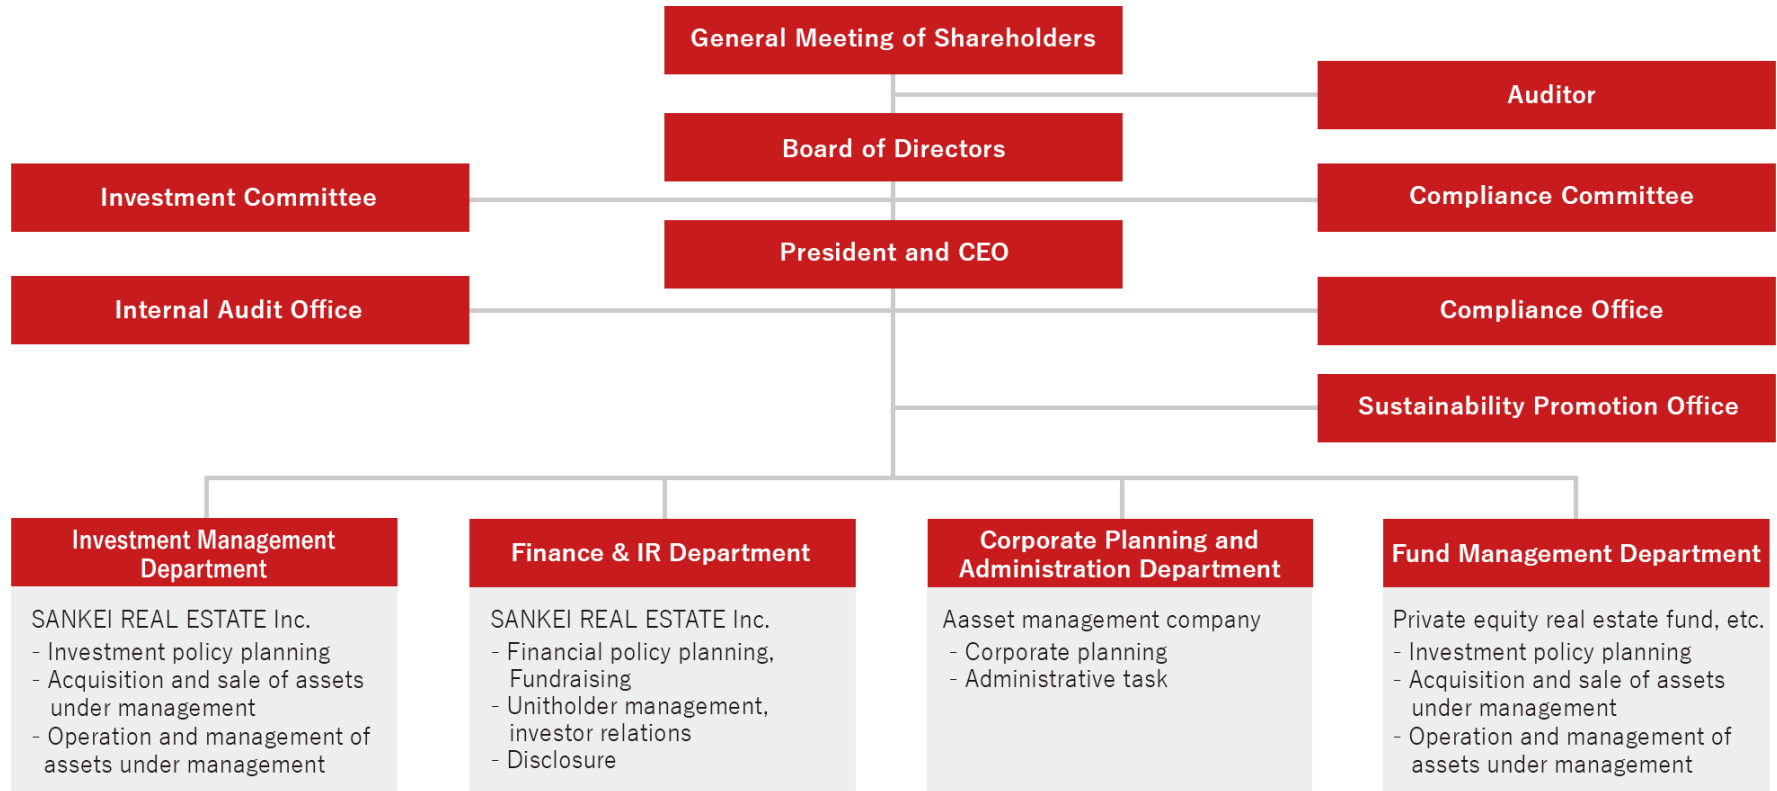 General Meeting of Shareholders
Auditor
Board of Directors
Investment Committee
Compliance Committee
President and CEO
Internal Audit Office
Compliance Office
Sustainability Promotion Office
Investment Management
Department
SANKEI REAL ESTATE Inc.
- Investment policy planning
- Acquisition and sale of assets
under management
- Operation and management of
assets under management
Finance & IR Department
SANKEI REAL ESTATE Inc.
- Financial policy planning,
Fundraising
- Unitholder management,
investor relations
- Disclosure
Corporate Planning and
Administration Department
Aasset management company
- Corporate planning
- Administrative task
Fund Management Department
Private equity real estate fund, etc.
- Investment policy planning
- Acquisition and sale of assets
under management
- Operation and management of
assets under management